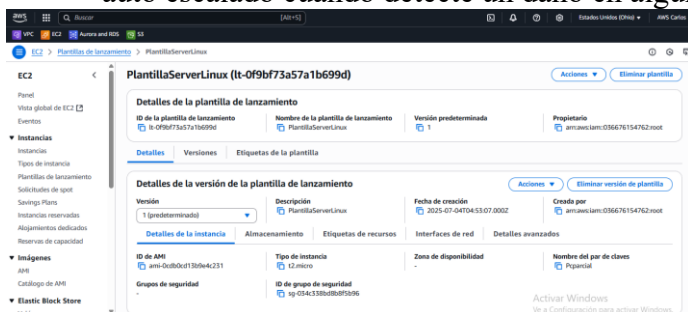 auto escalado cuando detecte un daño en algun
aws Buscar [Alt+S] Estados Unidos (Ohio) ▼ AWS Carlos
VPC EC2 Aurora and RDS S3
EC2 > Plantillas de lanzamiento > PlantillaServerLinux
EC2
Panel
Vista global de EC2
Eventos
▼ Instancias
Instancias
Tipos de instancia
Plantillas de lanzamiento
Solicitudes de spot
Savings Plans
Instancias reservadas
Alojamientos dedicados
Reservas de capacidad
▼ Imágenes
AMI
Catálogo de AMI
▼ Elastic Block Store
PlantillaServerLinux (lt-0f9bf73a57a1b699d)
Acciones ▼ Eliminar plantilla
Detalles de la plantilla de lanzamiento
ID de la plantilla de lanzamiento Nombre de la plantilla de lanzamiento Versión predeterminada Propietario
lt-0f9bf73a57a1b699d PlantillaServerLinux 1 arn:aws:iam::036676154762:root
Detalles Versiones Etiquetas de la plantilla
Detalles de la versión de la plantilla de lanzamiento
Acciones ▼ Eliminar versión de plantilla
Versión Descripción Fecha de creación Creada por
1 (predeterminado) ▼ PlantillaServerLinux 2025-07-04T04:53:07.000Z arn:aws:iam::036676154762:root
Detalles de la instancia Almacenamiento Etiquetas de recursos Interfaces de red Detalles avanzados
ID de AMI Tipo de instancia Zona de disponibilidad Nombre del par de claves
ami-0cdb0cd13b9e4c231 t2.micro - Pcparcial
Grupos de seguridad ID de grupo de seguridad
- sg-034c338bd8b8f5b96
Activar Windows
Ve a Configuración para activar Windows.